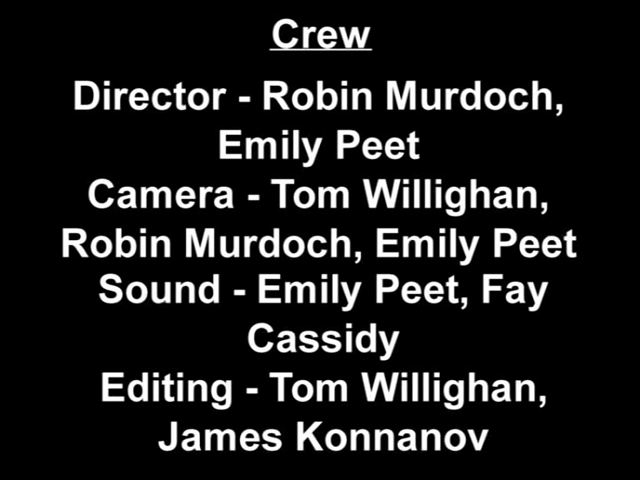 Crew
Director - Robin Murdoch,
Emily Peet
Camera - Tom Willighan,
Robin Murdoch, Emily Peet
Sound - Emily Peet, Fay
Cassidy
Editing - Tom Willighan,
James Konnanov